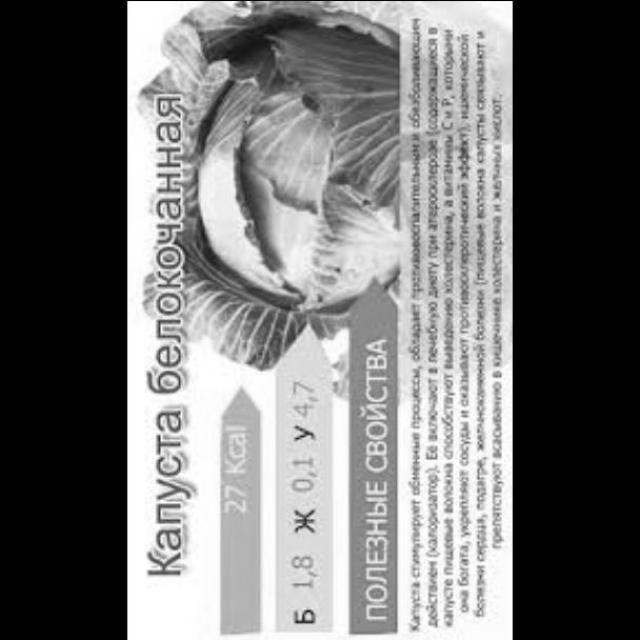 Капуста белокочанная
27 Kcal
Б 1,8 Ж 0,1 У 4,7
ПОЛЕЗНЫЕ СВОЙСТВА
Капуста стимулирует обменные процессы, обладает противовоспалительным и обезболивающим
действием (калоризатор). Её включают в лечебную диету при атеросклерозе (содержащиеся в
капусте пищевые волокна способствуют выведению холестерина, а витамины С и Р, которыми
она богата, укрепляют сосуды и оказывают противосклеротический эффект), ишемической
болезни сердца, подагре, желчнокаменной болезни (пищевые волокна капусты связывают и
препятствуют всасыванию в кишечнике холестерина и желчных кислот.